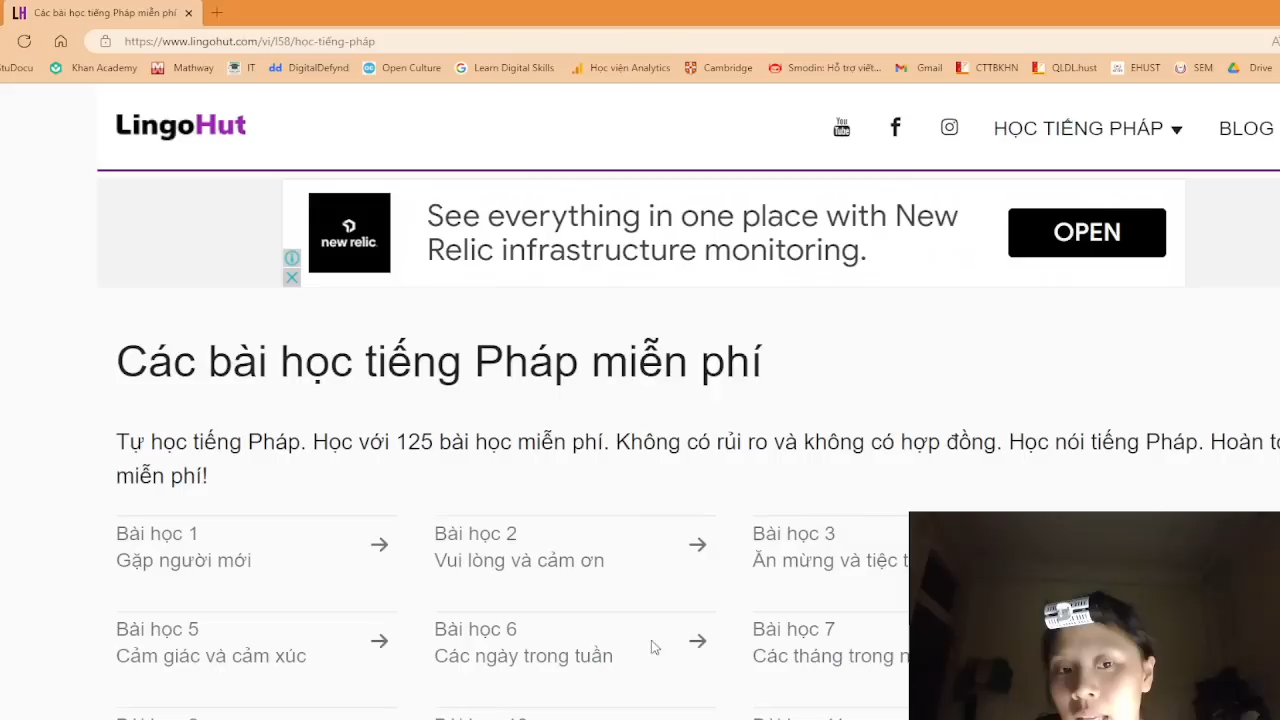 LH Các bài học tiếng Pháp miễn phí
https://www.lingohut.com/vi/l58/học-tiếng-pháp
StuDocu Khan Academy Mathway IT dd DigitalDefynd OC Open Culture Learn Digital Skills Học viện Analytics Cambridge Smodin: Hỗ trợ viết... Gmail CTTBKHN QLDL.hust EHUST SEM Drive
LingoHut
You Tube
HỌC TIẾNG PHÁP
BLOG
new relic
See everything in one place with New
Relic infrastructure monitoring.
OPEN
Các bài học tiếng Pháp miễn phí
Tự học tiếng Pháp. Học với 125 bài học miễn phí. Không có rủi ro và không có hợp đồng. Học nói tiếng Pháp. Hoàn
miễn phí!
Bài học 1
Gặp người mới
Bài học 2
Vui lòng và cảm ơn
Bài học 3
Ăn mừng và tiệc
Bài học 5
Cảm giác và cảm xúc
Bài học 6
Các ngày trong tuần
Bài học 7
Các tháng trong